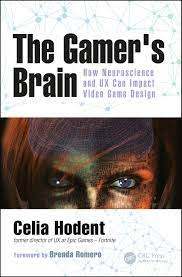 The Gamer's
Brain
How Neuroscience
and UX Can Impact
Video Game Design
Celia Hodent
former director of UX at Epic Games – Fortnite
Foreword by Brenda Romero
CRC Press